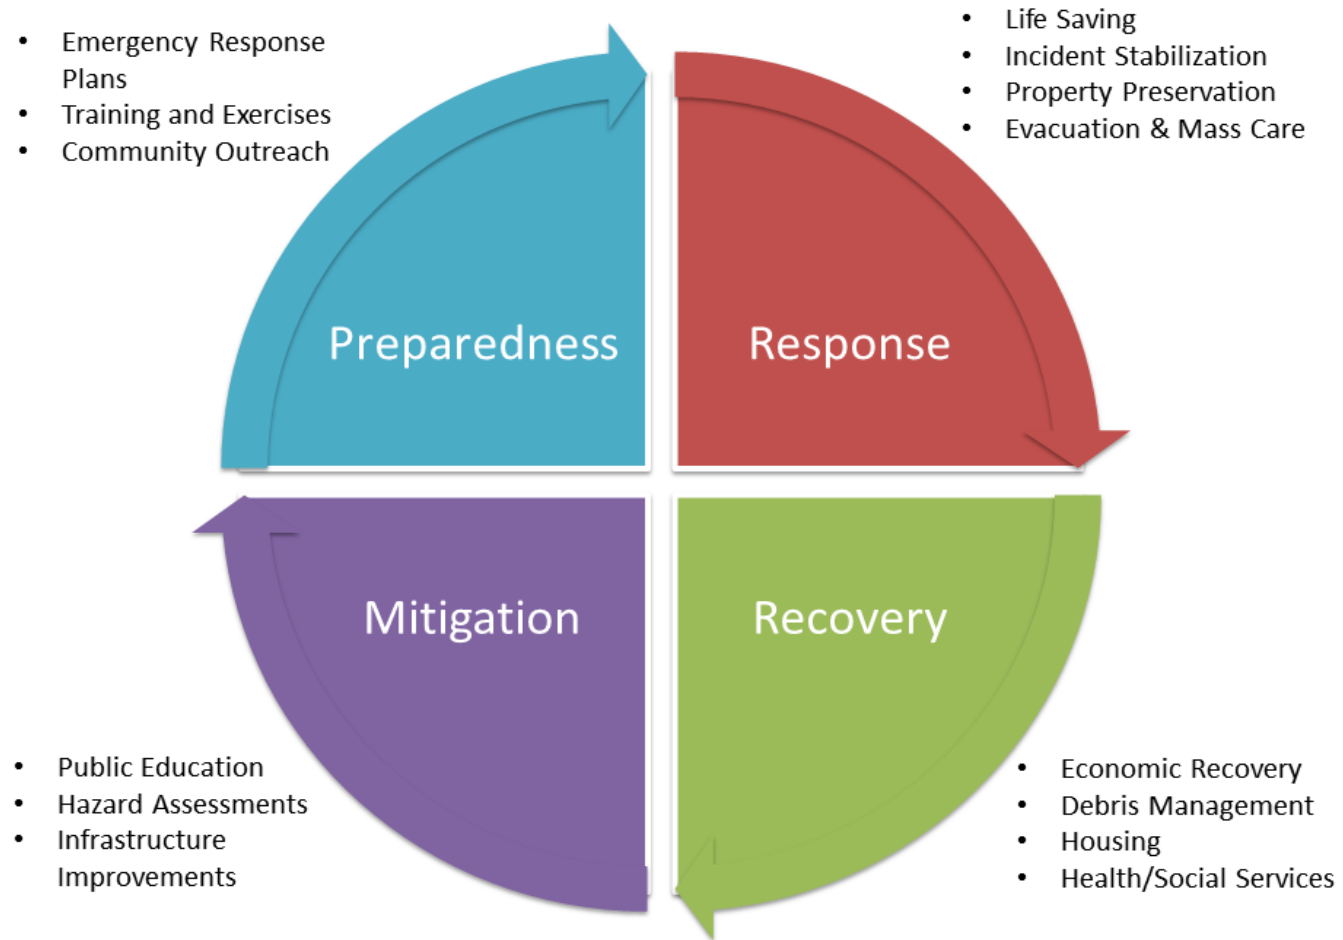 • Emergency Response
Plans
• Training and Exercises
• Community Outreach
• Life Saving
• Incident Stabilization
• Property Preservation
• Evacuation & Mass Care
Preparedness
Response
Mitigation
Recovery
• Public Education
• Hazard Assessments
• Infrastructure
Improvements
• Economic Recovery
• Debris Management
• Housing
• Health/Social Services